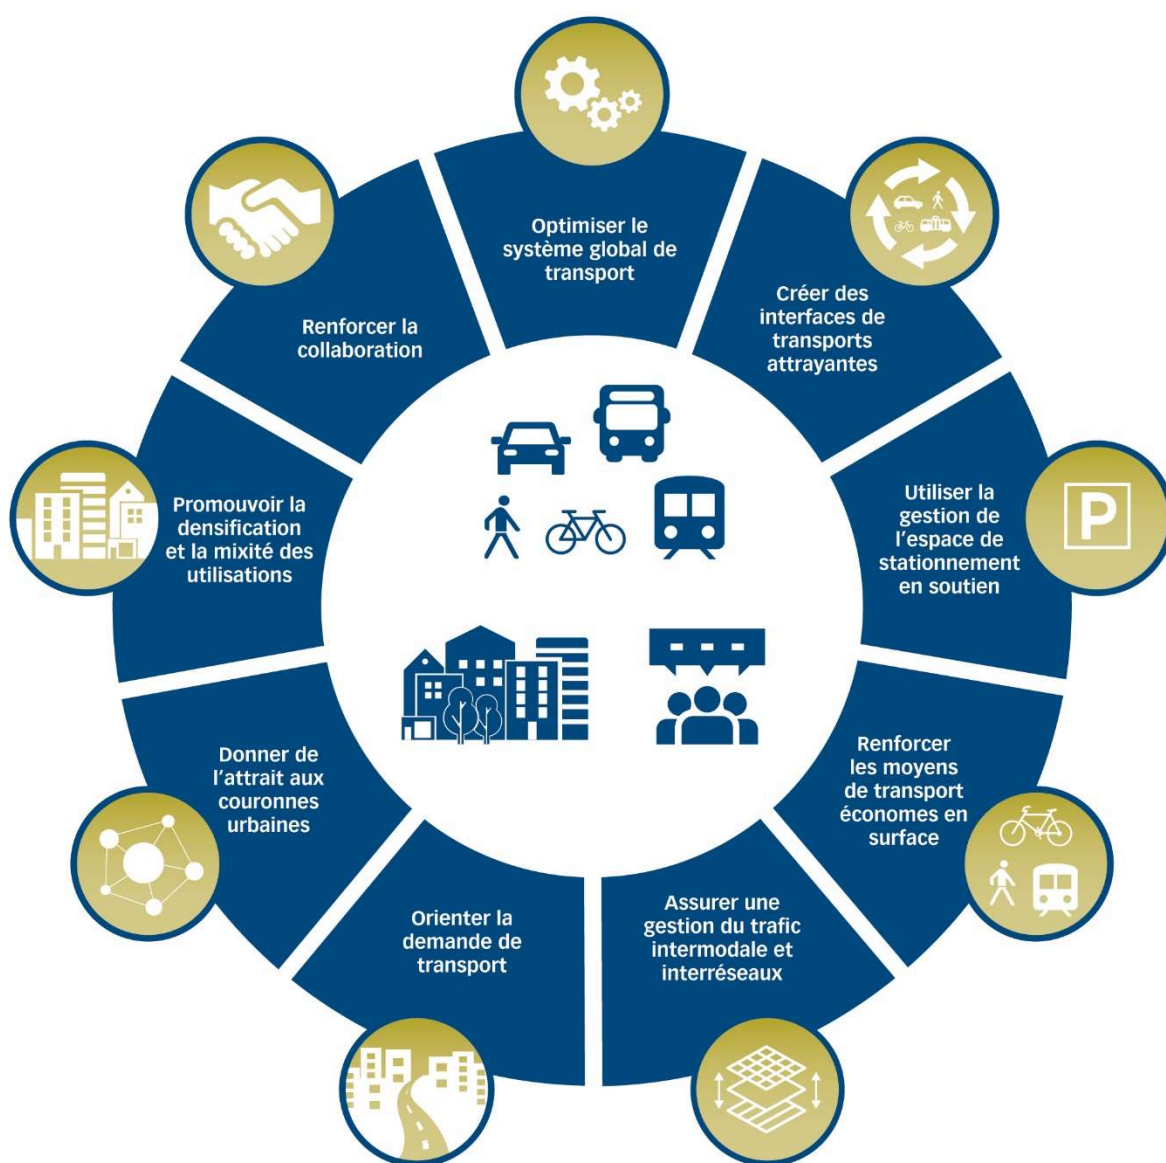 Optimiser le
système global de
transport
Créer des
interfaces de
transports
attrayantes
Utiliser la
gestion de
l’espace de
stationnement
en soutien
P
Renforcer
les moyens
de transport
économes en
surface
Assurer une
gestion du trafic
intermodale et
interréseaux
Orienter la
demande de
transport
Donner de
l’attrait aux
couronnes
urbaines
Promouvoir la
densification
et la mixité des
utilisations
Renforcer la
collaboration